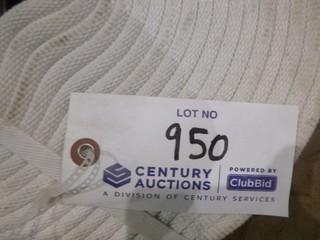 LOT NO
950
CENTURY AUCTIONS
POWERED BY
ClubBid
A DIVISION OF CENTURY SERVICES